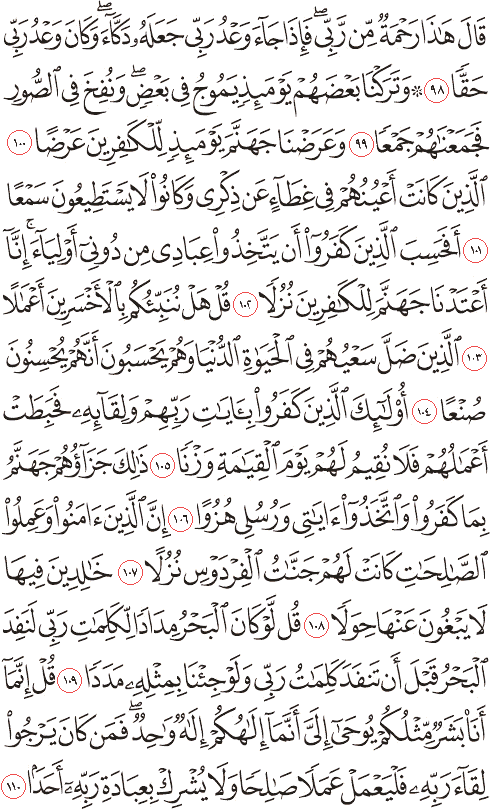 قَالَ هَٰذَا رَحْمَةٌ مِّن رَّبِّي ۖ فَإِذَا جَآءَ وَعْدُ رَبِّي جَعَلَهُۥ دَكَّآءَ ۖ وَكَانَ وَعْدُ رَبِّي
حَقًّا ٩٨ ۞ وَتَرَكْنَا بَعْضَهُمْ يَوْمَئِذٍ يَمُوجُ فِي بَعْضٍ ۖ وَنُفِخَ فِي ٱلصُّورِ
فَجَمَعْنَٰهُمْ جَمْعًا ٩٩ وَعَرَضْنَا جَهَنَّمَ يَوْمَئِذٍ لِّلْكَٰفِرِينَ عَرْضًا ١٠٠
ٱلَّذِينَ كَانَتْ أَعْيُنُهُمْ فِي غِطَآءٍ عَن ذِكْرِي وَكَانُوا۟ لَا يَسْتَطِيعُونَ سَمْعًا
١٠١ أَفَحَسِبَ ٱلَّذِينَ كَفَرُوٓا۟ أَن يَتَّخِذُوا۟ عِبَادِي مِن دُونِيٓ أَوْلِيَآءَ ۚ إِنَّآ
أَعْتَدْنَا جَهَنَّمَ لِلْكَٰفِرِينَ نُزُلًا ١٠٢ قُلْ هَلْ نُنَبِّئُكُم بِٱلْأَخْسَرِينَ أَعْمَٰلًا
١٠٣ ٱلَّذِينَ ضَلَّ سَعْيُهُمْ فِي ٱلْحَيَوٰةِ ٱلدُّنْيَا وَهُمْ يَحْسَبُونَ أَنَّهُمْ يُحْسِنُونَ
صُنْعًا ١٠٤ أُو۟لَٰٓئِكَ ٱلَّذِينَ كَفَرُوا۟ بِـَٔايَٰتِ رَبِّهِمْ وَلِقَآئِهِۦ فَحَبِطَتْ
أَعْمَٰلُهُمْ فَلَا نُقِيمُ لَهُمْ يَوْمَ ٱلْقِيَٰمَةِ وَزْنًا ١٠٥ ذَٰلِكَ جَزَآؤُهُمْ جَهَنَّمُ
بِمَا كَفَرُوا۟ وَٱتَّخَذُوٓا۟ ءَايَٰتِي وَرُسُلِي هُزُوًا ١٠٦ إِنَّ ٱلَّذِينَ ءَامَنُوا۟ وَعَمِلُوا۟
ٱلصَّٰلِحَٰتِ كَانَتْ لَهُمْ جَنَّٰتُ ٱلْفِرْدَوْسِ نُزُلًا ١٠٧ خَٰلِدِينَ فِيهَا
لَا يَبْغُونَ عَنْهَا حِوَلًا ١٠٨ قُل لَّوْ كَانَ ٱلْبَحْرُ مِدَادًا لِّكَلِمَٰتِ رَبِّي لَنَفِدَ
ٱلْبَحْرُ قَبْلَ أَن تَنفَدَ كَلِمَٰتُ رَبِّي وَلَوْ جِئْنَا بِمِثْلِهِۦ مَدَدًا ١٠٩ قُلْ إِنَّمَآ
أَنَا۠ بَشَرٌ مِّثْلُكُمْ يُوحَىٰٓ إِلَيَّ أَنَّمَآ إِلَٰهُكُمْ إِلَٰهٌ وَٰحِدٌ ۖ فَمَن كَانَ يَرْجُوا۟
لِقَآءَ رَبِّهِۦ فَلْيَعْمَلْ عَمَلًا صَٰلِحًا وَلَا يُشْرِكْ بِعِبَادَةِ رَبِّهِۦٓ أَحَدًۢا ١١٠